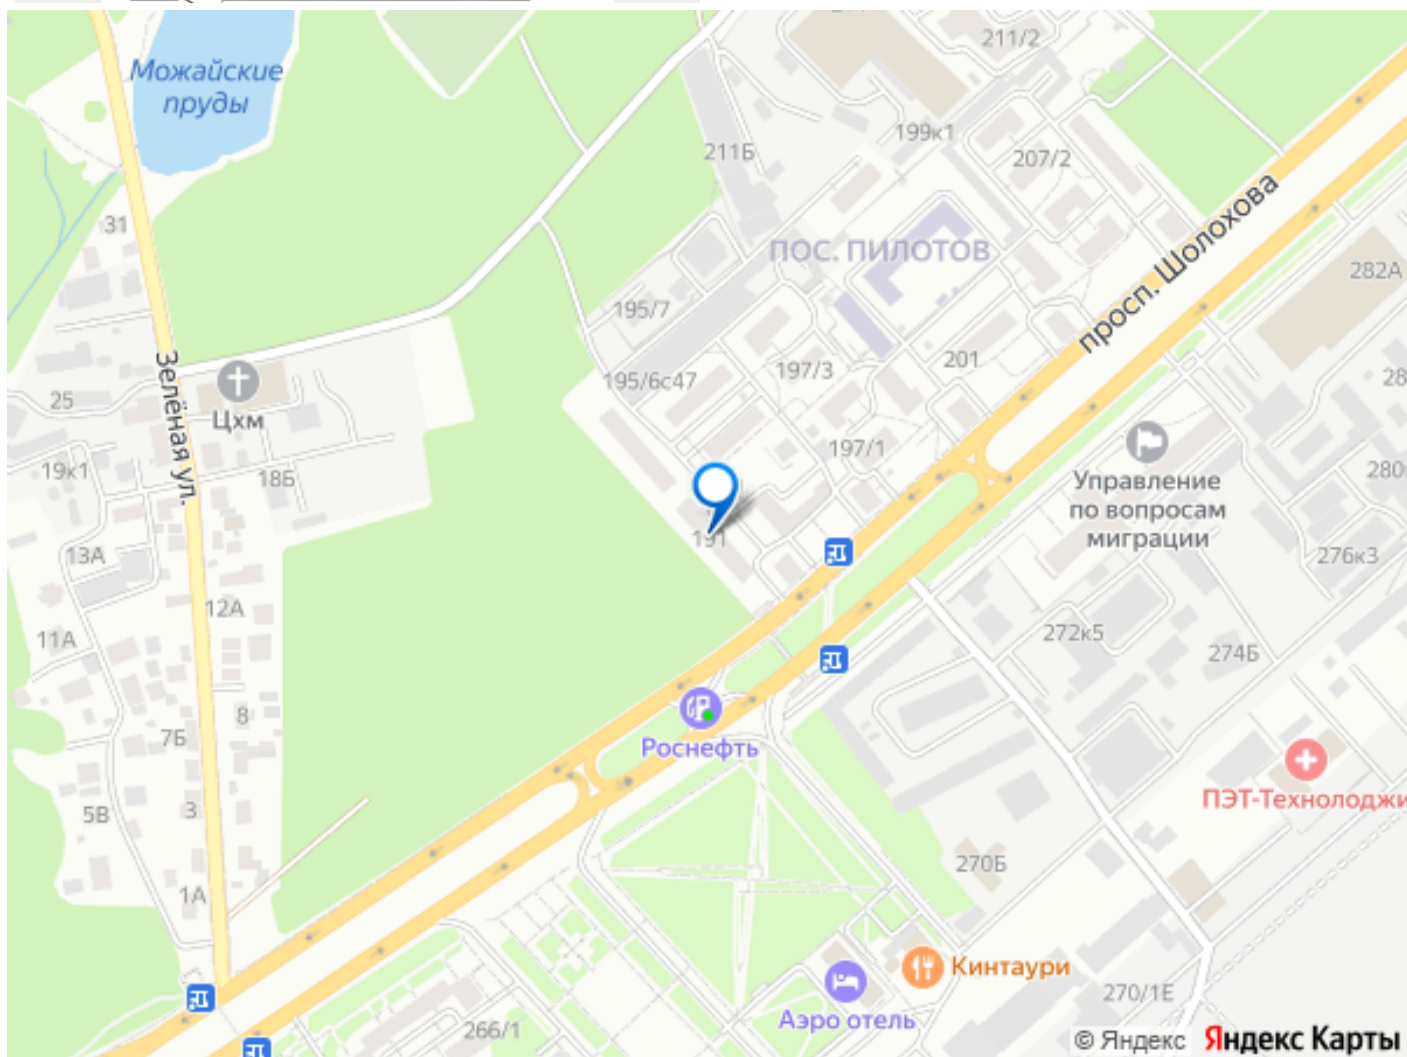 211/2
Можайские
пруды
199к1
211Б
207/2
просп. Шолохова
31
ПОС. ПИЛОТОВ
282А
195/7
Зелёная ул.
201
197/3
195/6с47
25
Цхм
197/1
19к1
18Б
Управление
по вопросам
миграции
280
28
191
13А
276к3
12А
11А
272к5
274Б
8
7Б
Роснефть
ПЭТ-Технолоджи
5В
3
270Б
1А
Кинтаури
270/1Е
Аэро отель
266/1
© Яндекс Яндекс Карты